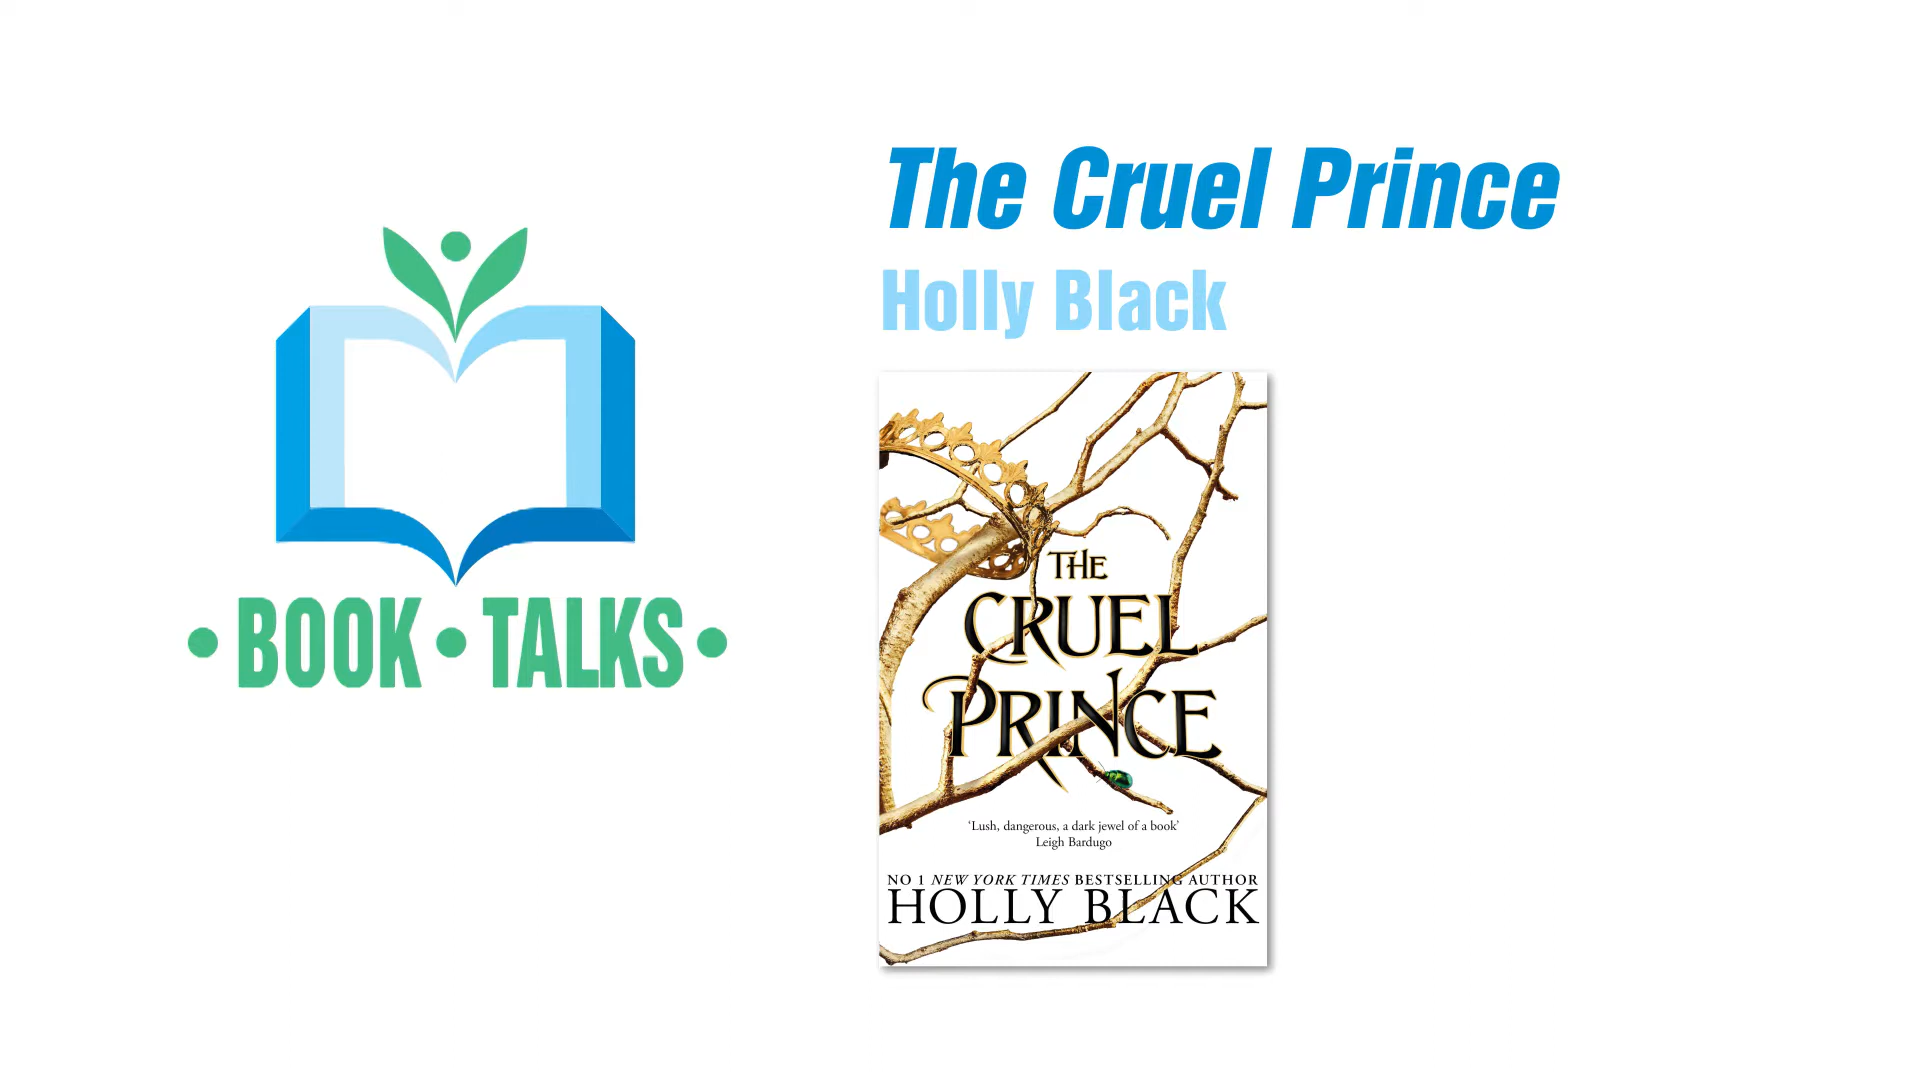 The Cruel Prince
Holly Black
• BOOK • TALKS •
THE
CRUEL
PRINCE
‘Lush, dangerous, a dark jewel of a book’
Leigh Bardugo
NO 1 NEW YORK TIMES BESTSELLING AUTHOR
HOLLY BLACK